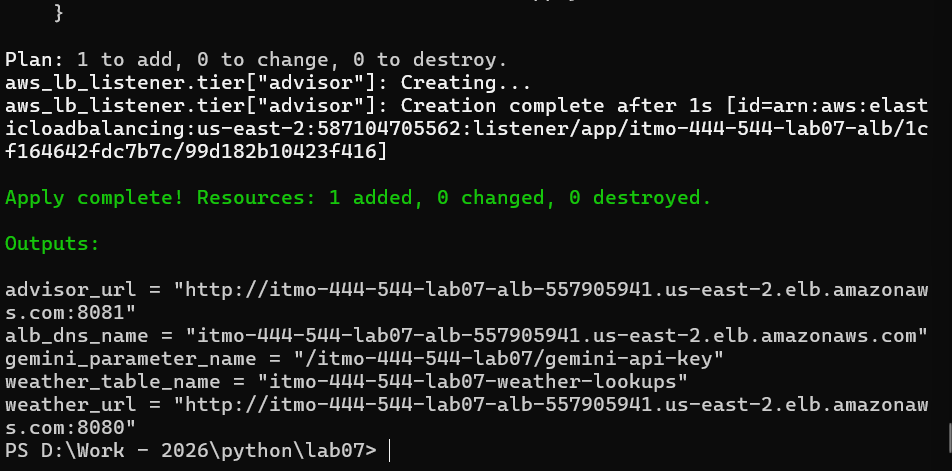 }
Plan: 1 to add, 0 to change, 0 to destroy.
aws_lb_listener.tier["advisor"]: Creating...
aws_lb_listener.tier["advisor"]: Creation complete after 1s [id=arn:aws:elast
icloadbalancing:us-east-2:587104705562:listener/app/itmo-444-544-lab07-alb/1c
f164642fdc7b7c/99d182b10423f416]
Apply complete! Resources: 1 added, 0 changed, 0 destroyed.
Outputs:
advisor_url = "http://itmo-444-544-lab07-alb-557905941.us-east-2.elb.amazonaw
s.com:8081"
alb_dns_name = "itmo-444-544-lab07-alb-557905941.us-east-2.elb.amazonaws.com"
gemini_parameter_name = "/itmo-444-544-lab07/gemini-api-key"
weather_table_name = "itmo-444-544-lab07-weather-lookups"
weather_url = "http://itmo-444-544-lab07-alb-557905941.us-east-2.elb.amazonaw
s.com:8080"
PS D:\Work - 2026\python\lab07>